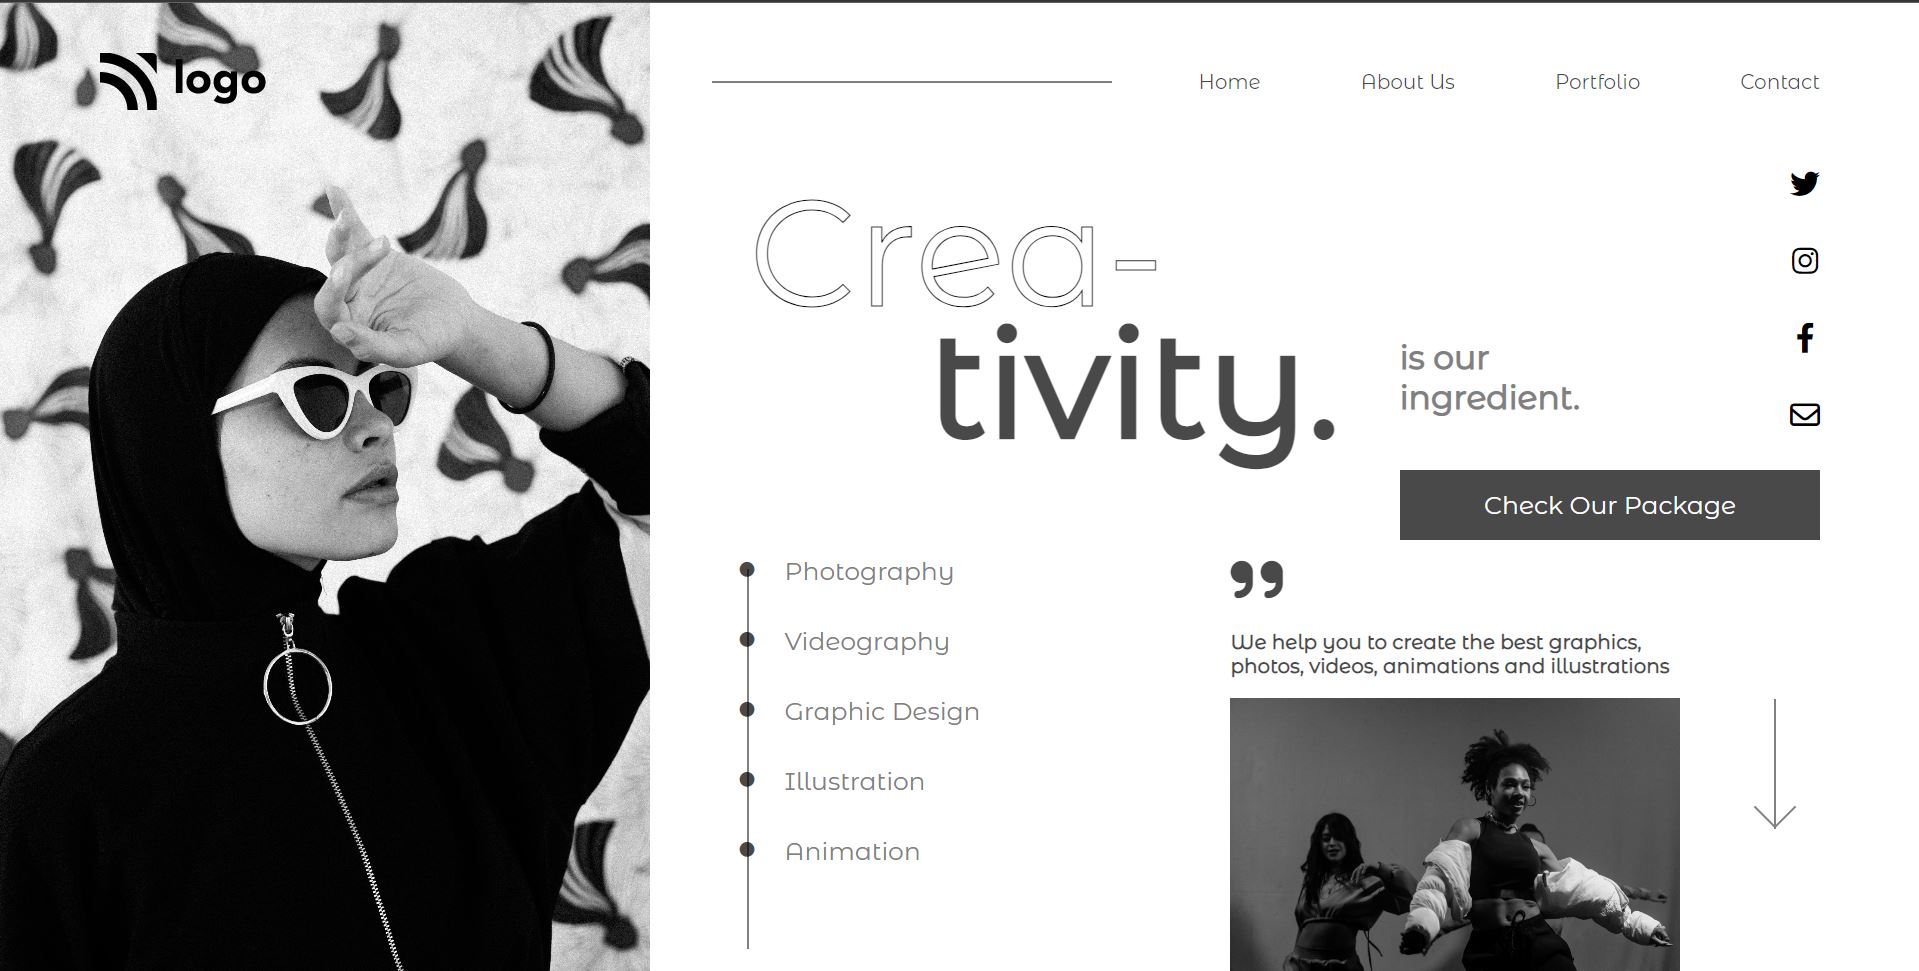 logo
Home
About Us
Portfolio
Contact
Crea-
tivity.
is our
ingredient.
Check Our Package
Photography
Videography
Graphic Design
Illustration
Animation
”
We help you to create the best graphics,
photos, videos, animations and illustrations